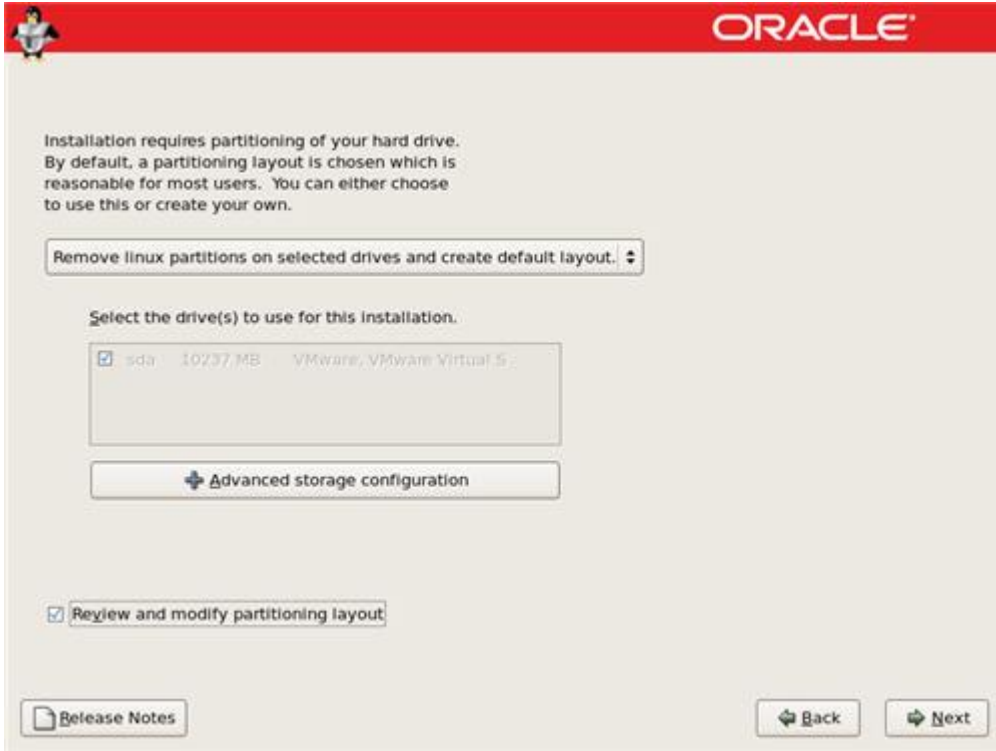 ORACLE
Installation requires partitioning of your hard drive.
By default, a partitioning layout is chosen which is
reasonable for most users. You can either choose
to use this or create your own.
Remove linux partitions on selected drives and create default layout.
Select the drive(s) to use for this installation.
sda 10237 MB VMware, VMware Virtual S
Advanced storage configuration
Review and modify partitioning layout
Release Notes
Back
Next